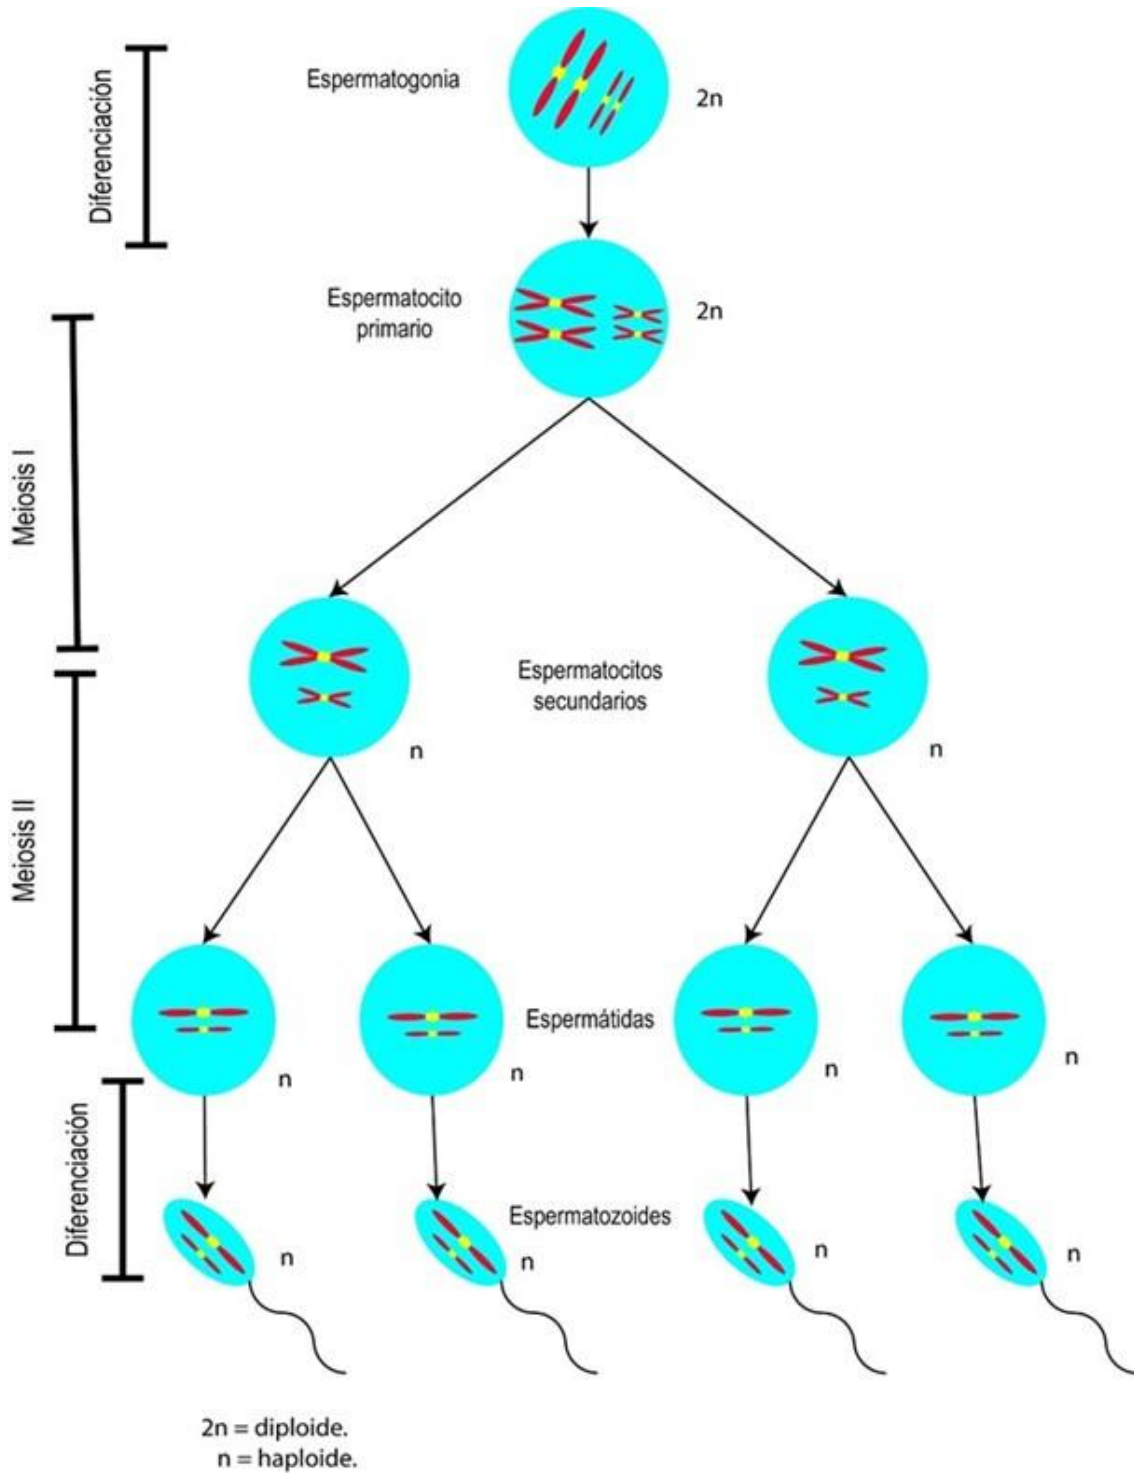 Diferenciación
Espermatogonia
2n
Espermatocito
primario
2n
Meiosis I
Espermatocitos
secundarios
n
n
Meiosis II
Espermátidas
n
n
n
n
Diferenciación
Espermatozoides
n
n
n
n
2n = diploide.
n = haploide.